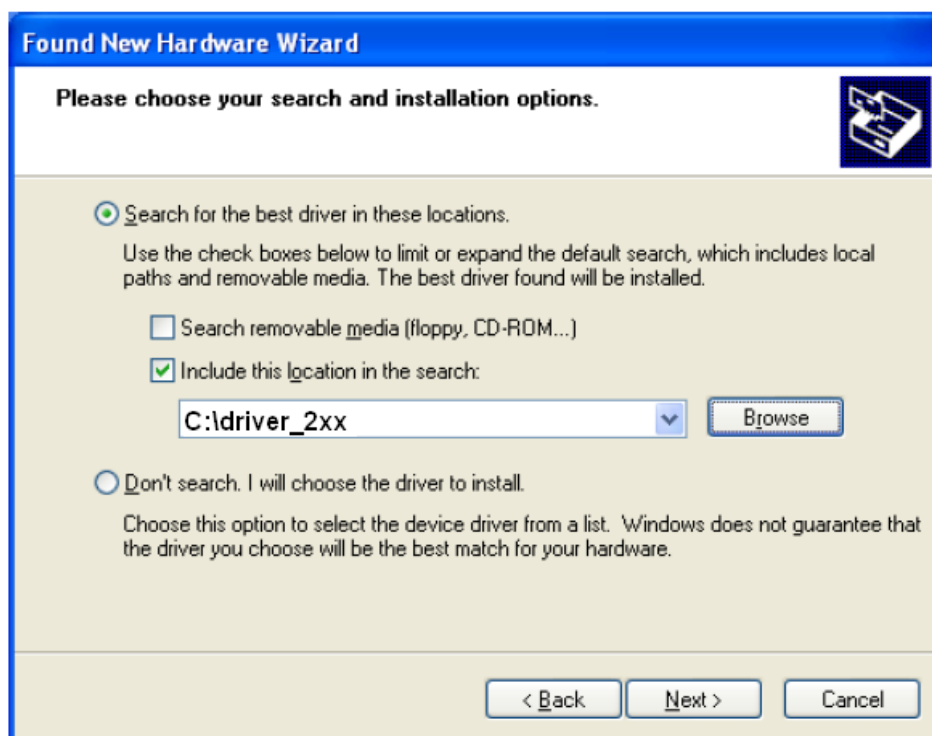 Found New Hardware Wizard
Please choose your search and installation options.
Search for the best driver in these locations.
Use the check boxes below to limit or expand the default search, which includes local
paths and removable media. The best driver found will be installed.
Search removable media (floppy, CD-ROM...)
Include this location in the search:
C:\driver_2xx
Browse
Don't search. I will choose the driver to install.
Choose this option to select the device driver from a list. Windows does not guarantee that
the driver you choose will be the best match for your hardware.
< Back Next > Cancel